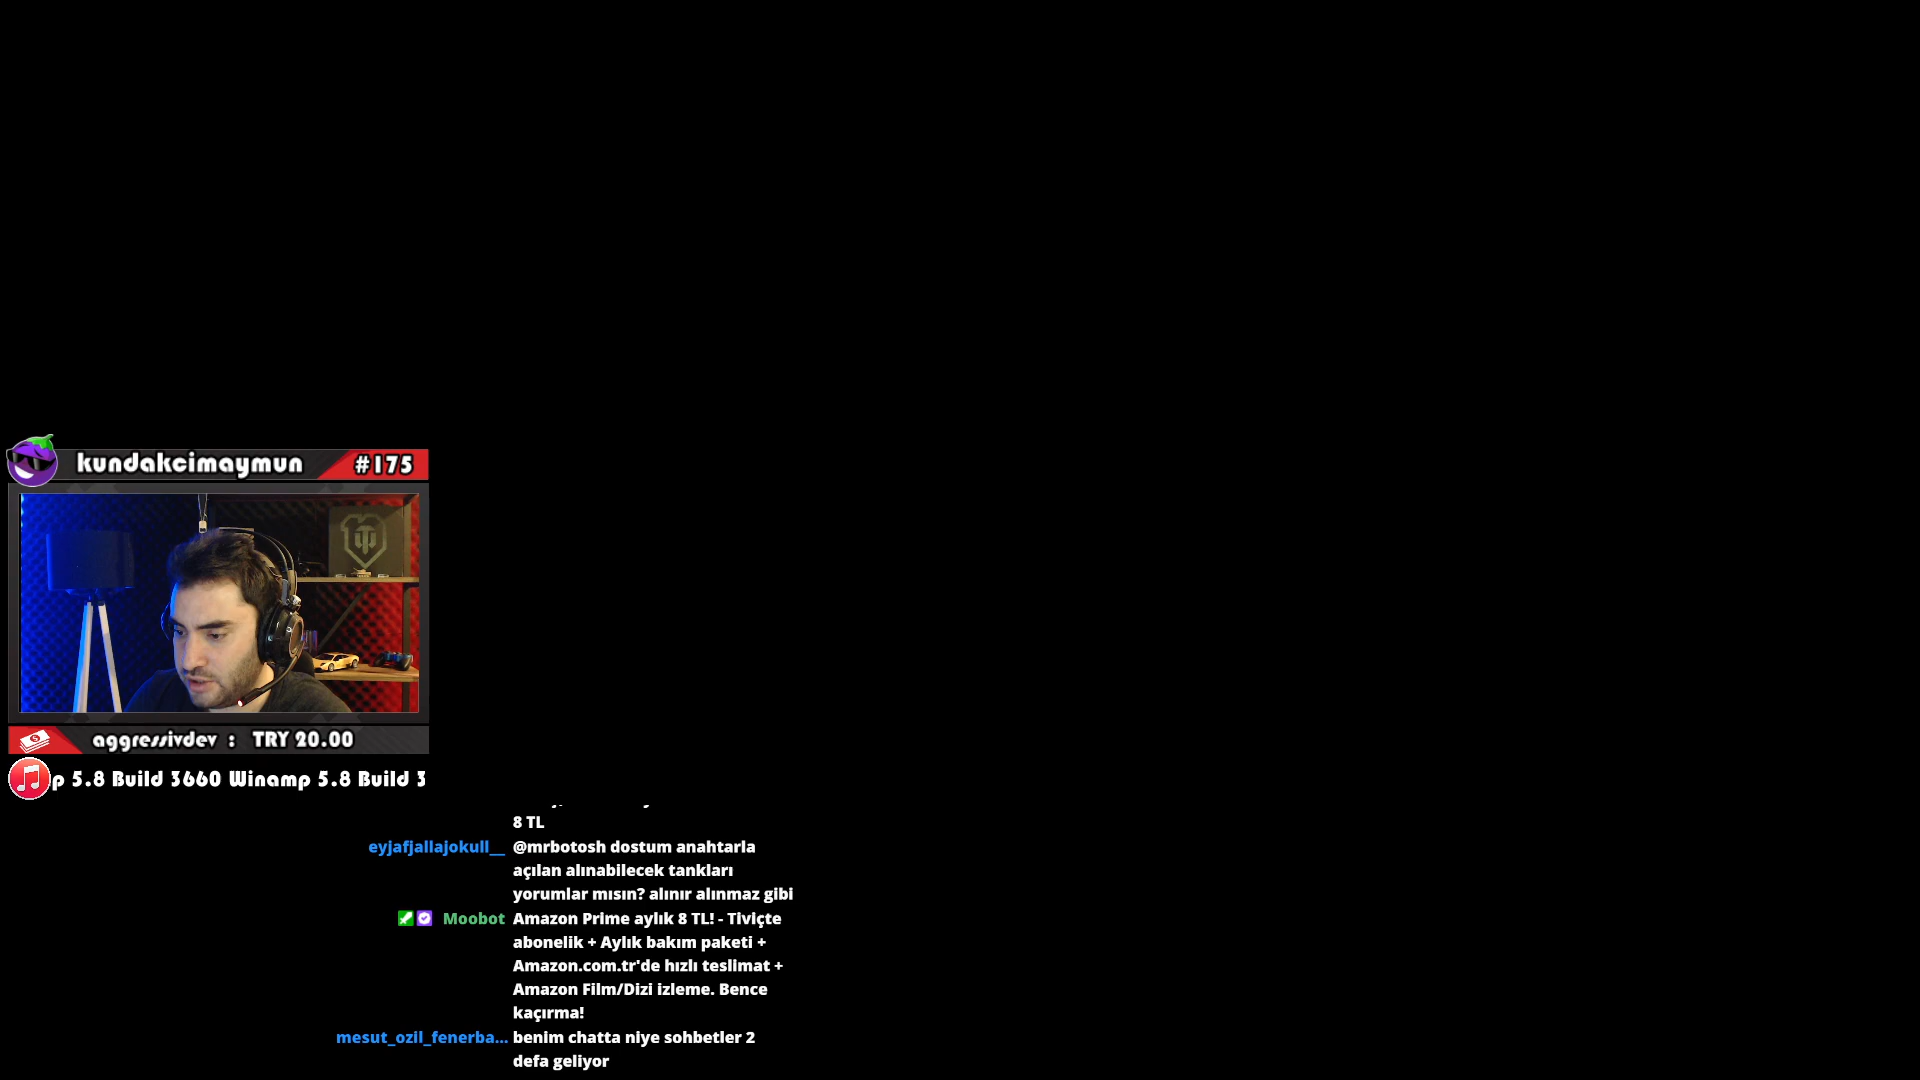 kundakcimaymun #175
aggressivdev : TRY 20.00
p 5.8 Build 3660 Winamp 5.8 Build 3
8 TL
eyjafjallajokull__ @mrbotosh dostum anahtarla
açılan alınabilecek tankları
yorumlar mısın? alınır alınmaz gibi
Moobot Amazon Prime aylık 8 TL! - Tiviçte
abonelik + Aylık bakım paketi +
Amazon.com.tr'de hızlı teslimat +
Amazon Film/Dizi izleme. Bence
kaçırma!
mesut_ozil_fenerba... benim chatta niye sohbetler 2
defa geliyor